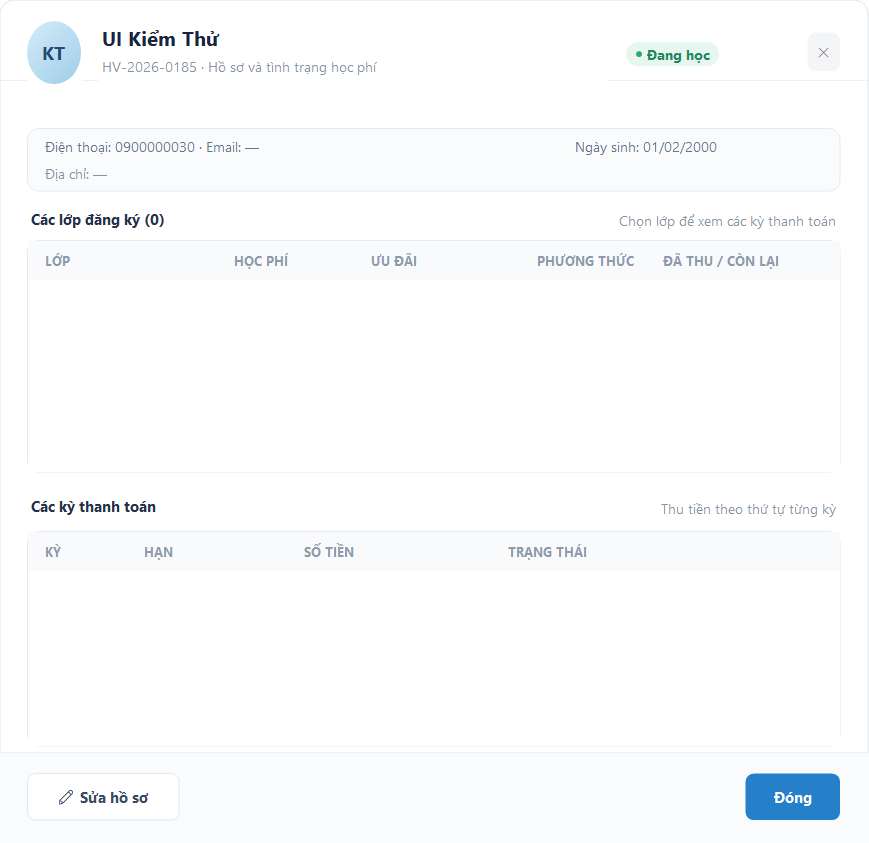 KT
UI Kiểm Thử
HV-2026-0185 · Hồ sơ và tình trạng học phí
Đang học
Điện thoại: 0900000030 · Email: —
Ngày sinh: 01/02/2000
Địa chỉ: —
Các lớp đăng ký (0)
Chọn lớp để xem các kỳ thanh toán
LỚP HỌC PHÍ ƯU ĐÃI PHƯƠNG THỨC ĐÃ THU / CÒN LẠI
Các kỳ thanh toán
Thu tiền theo thứ tự từng kỳ
KỲ HẠN SỐ TIỀN TRẠNG THÁI
Sửa hồ sơ
Đóng